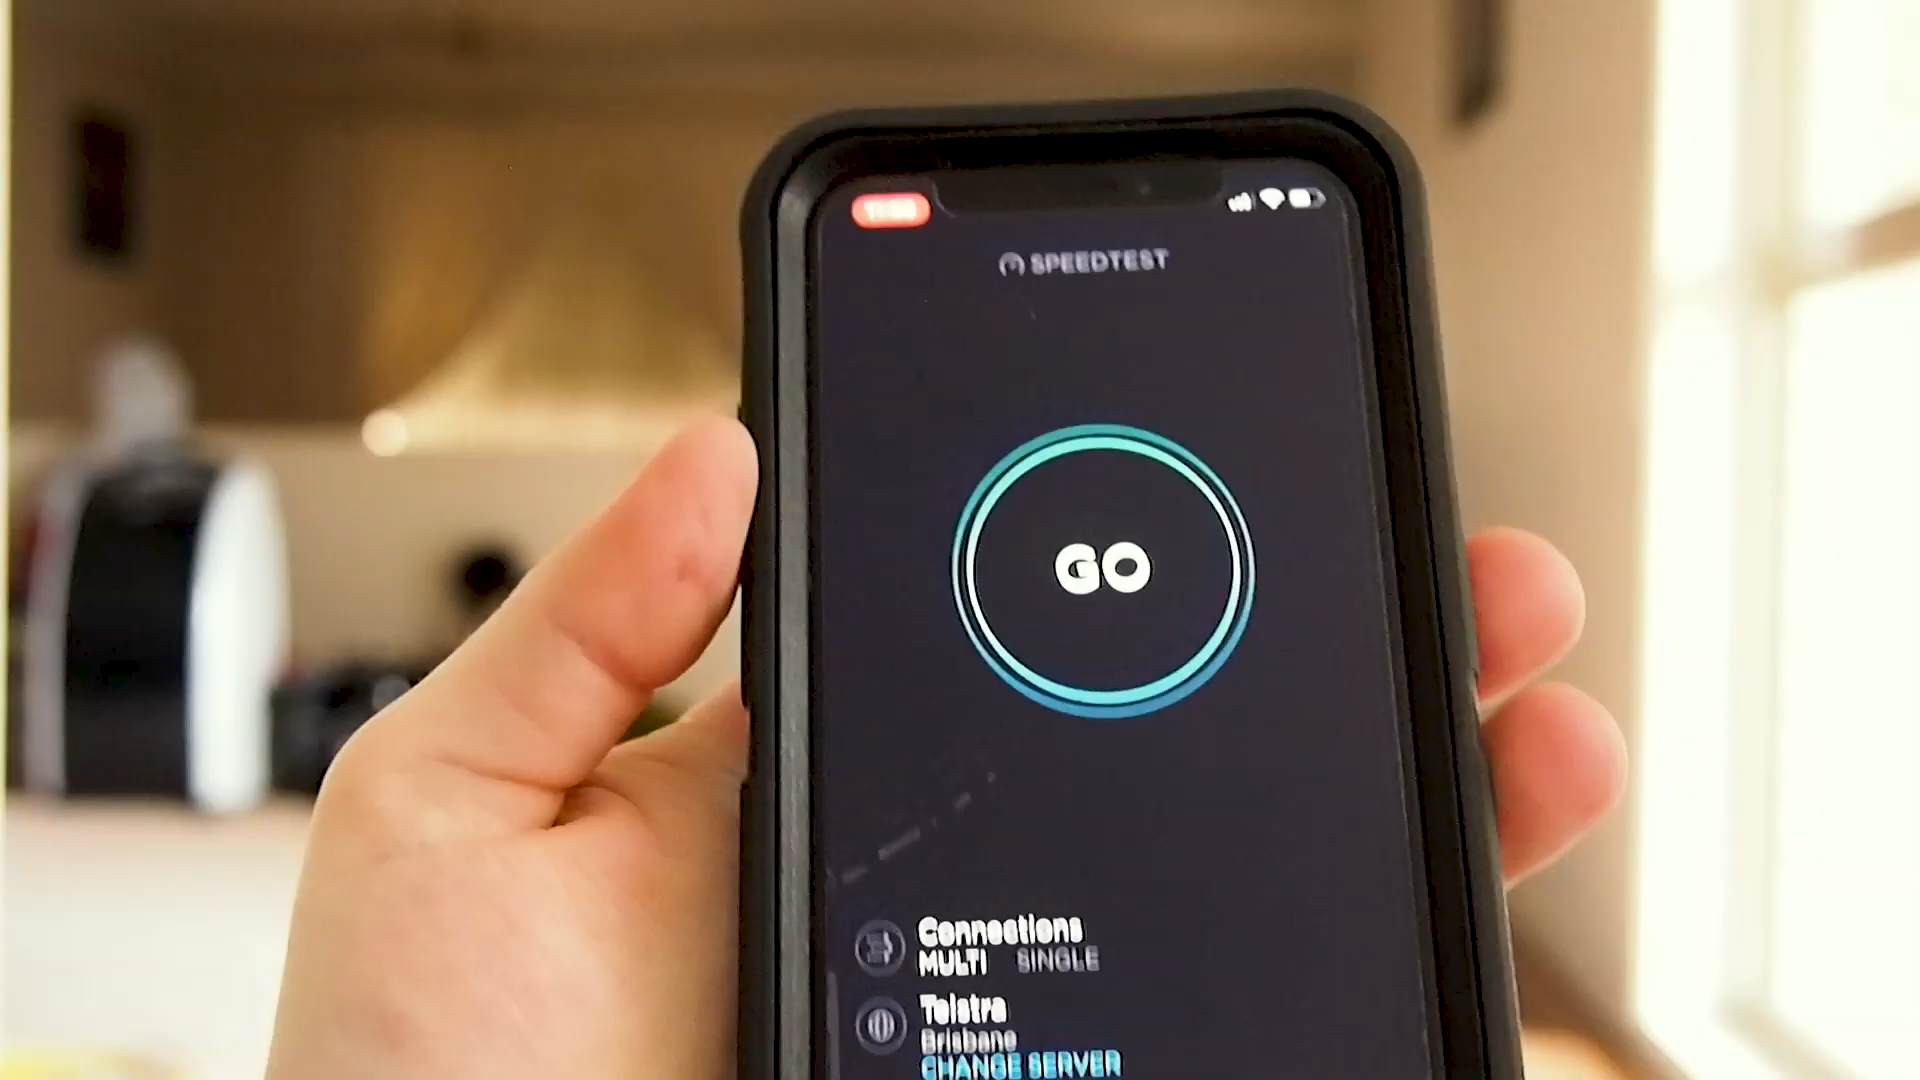 SPEEDTEST
GO
Connections
MULTI SINGLE
Telstra
Brisbane
CHANGE SERVER